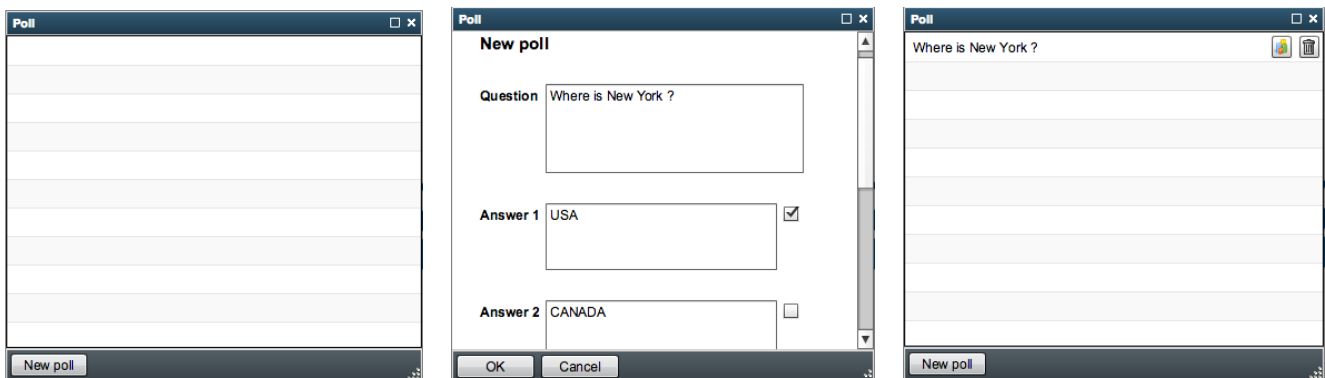 Poll
New poll
Poll
New poll
Question Where is New York ?
Answer 1 USA
Answer 2 CANADA
OK Cancel
Poll
Where is New York ?
New poll